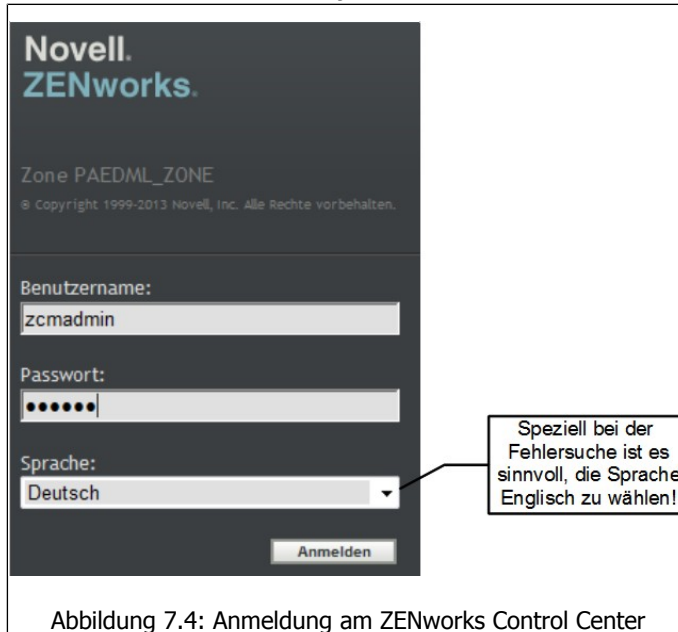 Novell.
ZENworks.
Zone PAEDML_ZONE
© Copyright 1999-2013 Novell, Inc. Alle Rechte vorbehalten.
Benutzername:
zcmadmin
Passwort:
●●●●●●
Sprache:
Deutsch
Anmelden
Speziell bei der
Fehlersuche ist es
sinnvoll, die Sprache
Englisch zu wählen!
Abbildung 7.4: Anmeldung am ZENworks Control Center